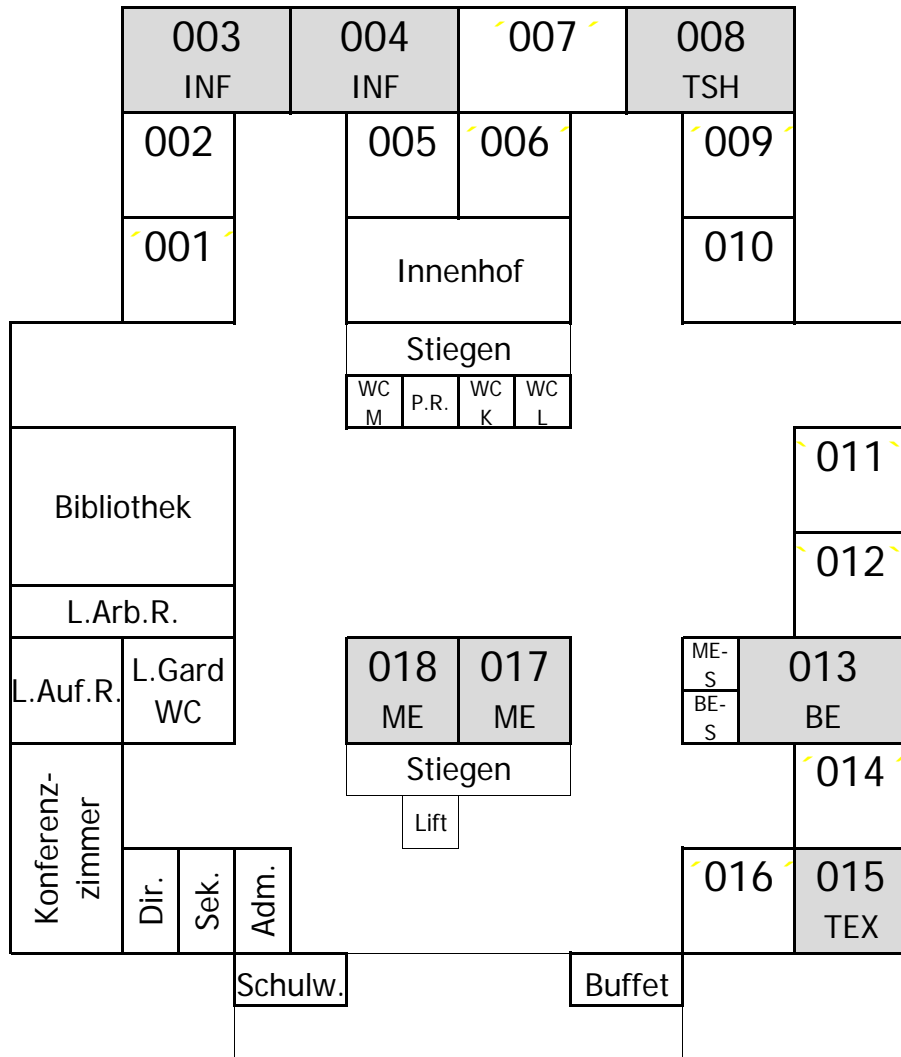 003 004 007 008
INF INF TSH
002 005 006 009
001 Innenhof 010
Stiegen
WC M P.R. WC K WC L
011
Bibliothek
012
L.Arb.R.
L.Auf.R.
L.Gard
WC
018 017
ME ME
ME-
S
BE-
S
013
BE
Stiegen
014
Lift
Konferenz-
zimmer
Dir.
Sek.
Adm.
016 015
TEX
Schulw. Buffet